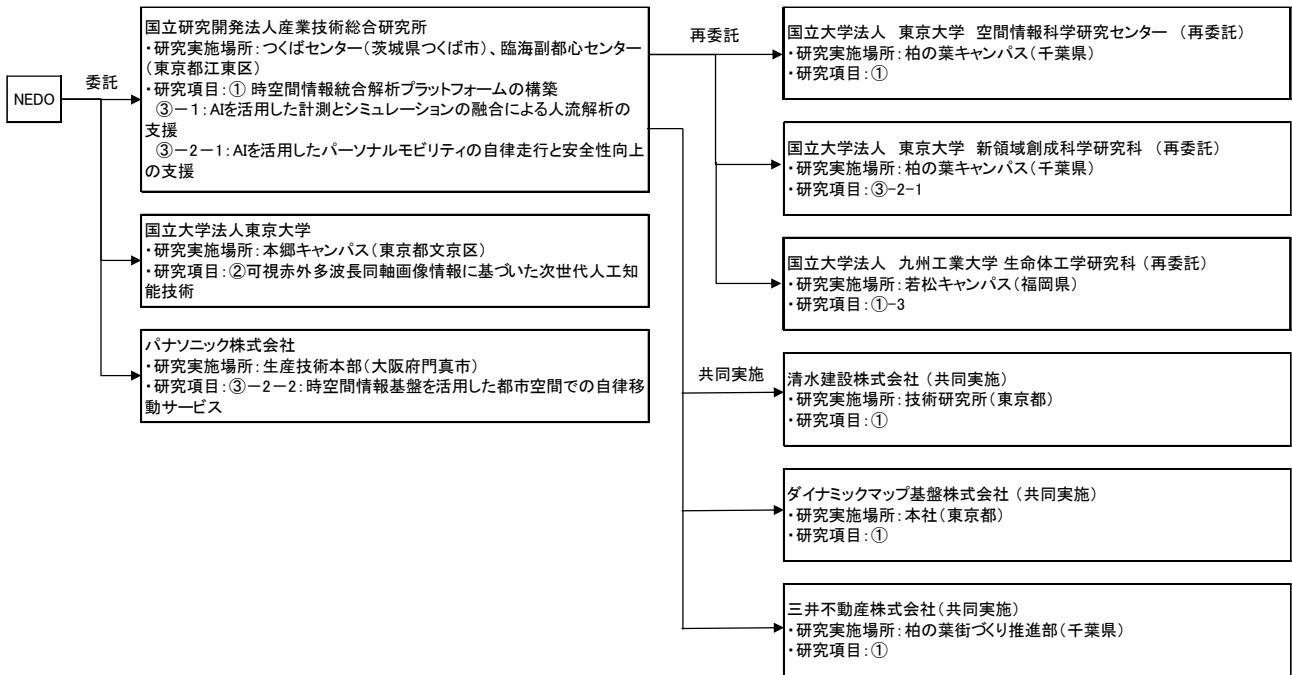 NEDO
委託
国立研究開発法人産業技術総合研究所
・研究実施場所：つくばセンター（茨城県つくば市）、臨海副都心センター
（東京都江東区）
・研究項目：① 時空間情報統合解析プラットフォームの構築
③－１：AIを活用した計測とシミュレーションの融合による人流解析の
支援
③－２－１：AIを活用したパーソナルモビリティの自律走行と安全性向上
の支援
国立大学法人東京大学
・研究実施場所：本郷キャンパス（東京都文京区）
・研究項目：②可視赤外多波長同軸画像情報に基づいた次世代人工知
能技術
パナソニック株式会社
・研究実施場所：生産技術本部（大阪府門真市）
・研究項目：③－２－２：時空間情報基盤を活用した都市空間での自律移
動サービス
再委託
国立大学法人　東京大学　空間情報科学研究センター　（再委託）
・研究実施場所：柏の葉キャンパス（千葉県）
・研究項目：①
国立大学法人　東京大学　新領域創成科学研究科　（再委託）
・研究実施場所：柏の葉キャンパス（千葉県）
・研究項目：③-2-1
国立大学法人　九州工業大学 生命体工学研究科 （再委託）
・研究実施場所：若松キャンパス（福岡県）
・研究項目：①-3
共同実施
清水建設株式会社 （共同実施）
・研究実施場所：技術研究所（東京都）
・研究項目：①
ダイナミックマップ基盤株式会社 （共同実施）
・研究実施場所：本社（東京都）
・研究項目：①
三井不動産株式会社（共同実施）
・研究実施場所：柏の葉街づくり推進部（千葉県）
・研究項目：①